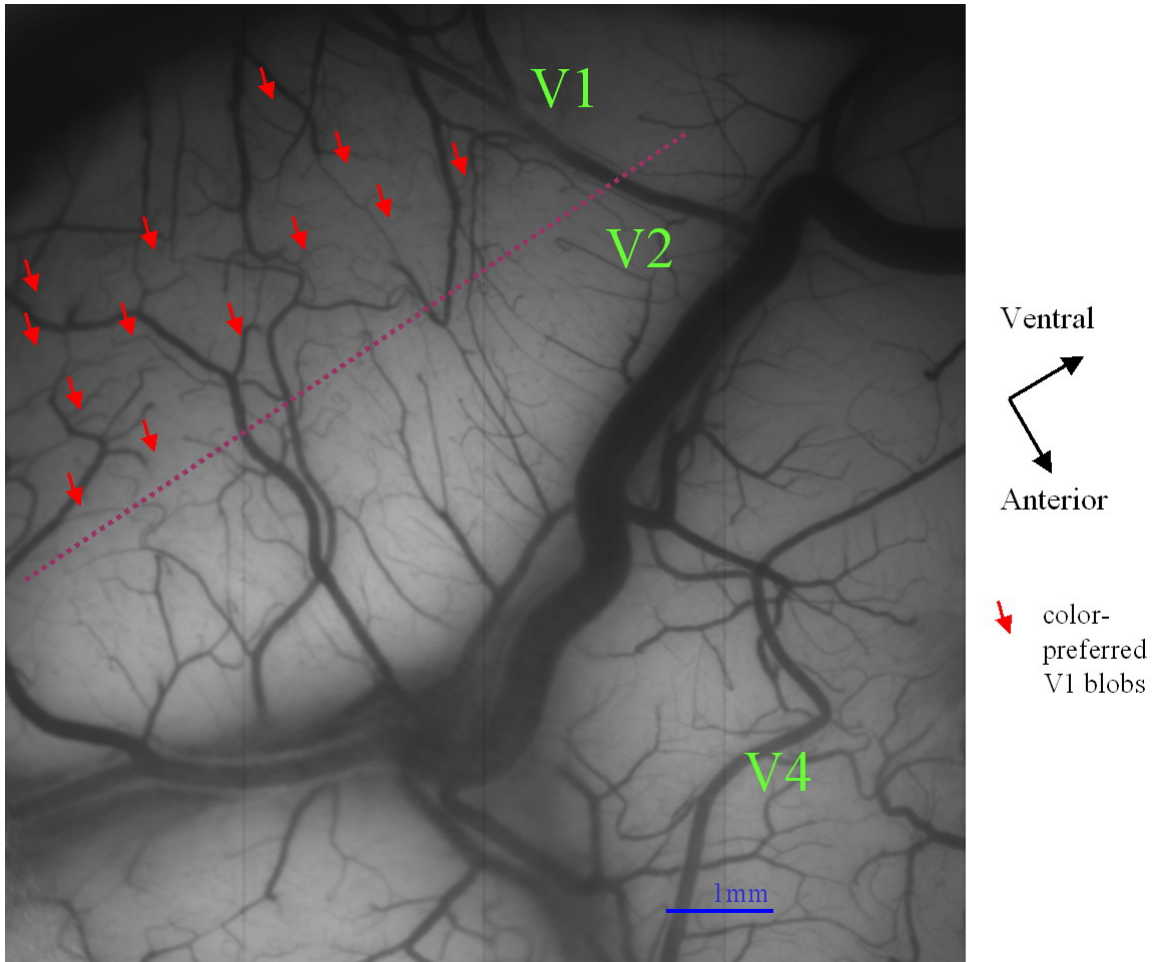 V1
V2
Ventral
Anterior
color-
preferred
V1 blobs
V4
1mm